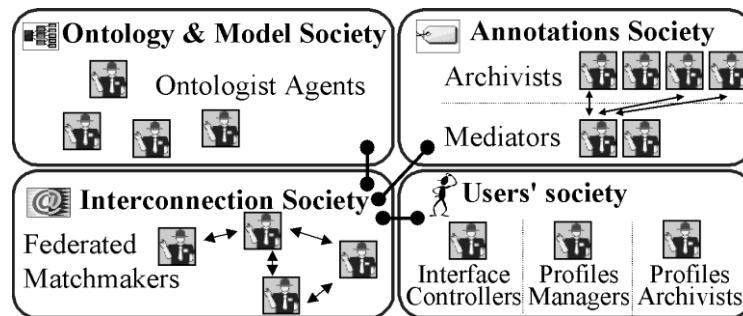 Ontology & Model Society
Ontologist Agents
Annotations Society
Archivists
Mediators
@ Interconnection Society
Federated
Matchmakers
Users' society
Interface
Controllers
Profiles
Managers
Profiles
Archivists